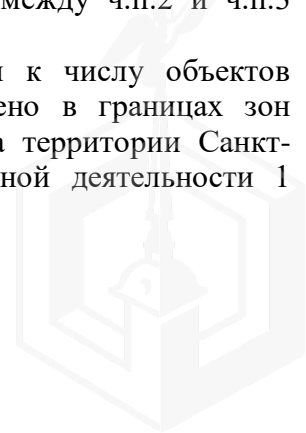 между ч.п.2 и ч.п.3
и к числу объектов
ено в границах зон
а территории Санкт-
ной деятельности 1